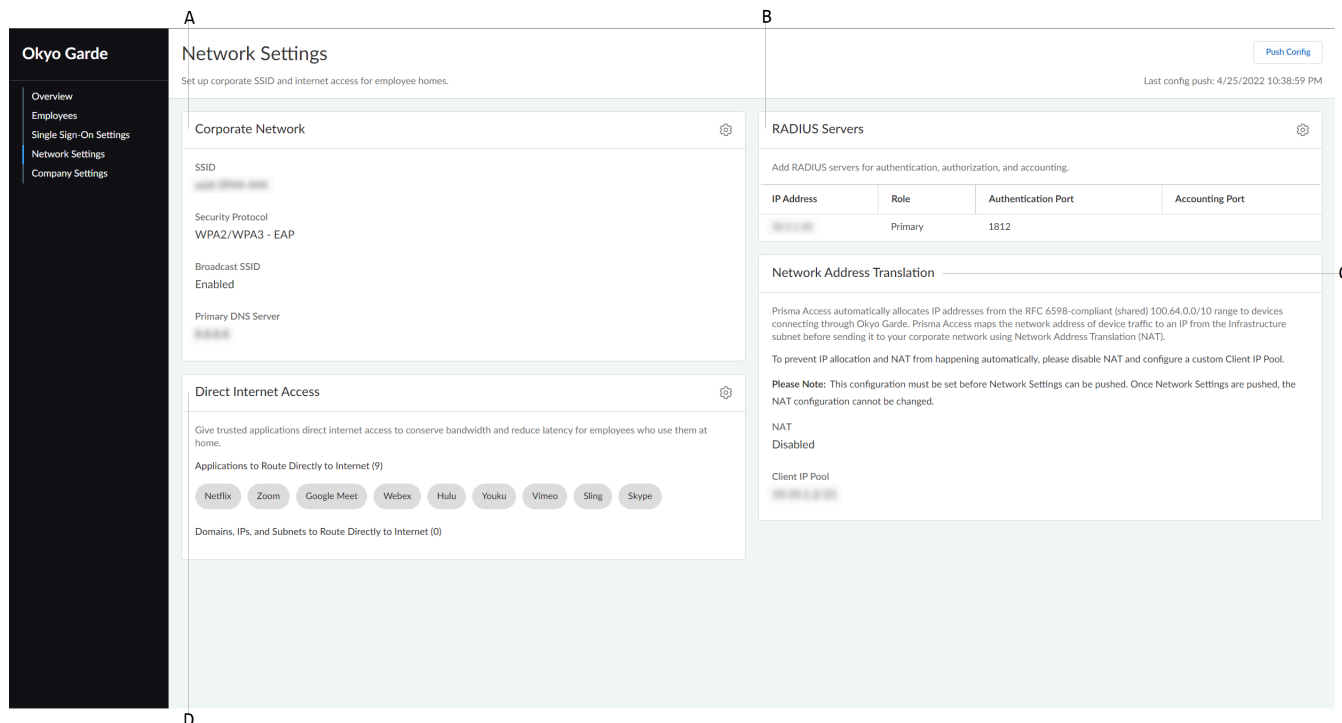 A
B
Okyo Garde
Overview
Employees
Single Sign-On Settings
Network Settings
Company Settings
Network Settings
Push Config
Set up corporate SSID and internet access for employee homes.
Last config push: 4/25/2022 10:38:59 PM
Corporate Network
SSID
Security Protocol
WPA2/WPA3 - EAP
Broadcast SSID
Enabled
Primary DNS Server
Direct Internet Access
Give trusted applications direct internet access to conserve bandwidth and reduce latency for employees who use them at
home.
Applications to Route Directly to Internet (9)
Netflix Zoom Google Meet Webex Hulu Youku Vimeo Sling Skype
Domains, IPs, and Subnets to Route Directly to Internet (0)
RADIUS Servers
Add RADIUS servers for authentication, authorization, and accounting.
IP Address Role Authentication Port Accounting Port
Primary 1812
Network Address Translation
Prisma Access automatically allocates IP addresses from the RFC 6598-compliant (shared) 100.64.0.0/10 range to devices
connecting through Okyo Garde. Prisma Access maps the network address of device traffic to an IP from the Infrastructure
subnet before sending it to your corporate network using Network Address Translation (NAT).
To prevent IP allocation and NAT from happening automatically, please disable NAT and configure a custom Client IP Pool.
Please Note: This configuration must be set before Network Settings can be pushed. Once Network Settings are pushed, the
NAT configuration cannot be changed.
NAT
Disabled
Client IP Pool
D